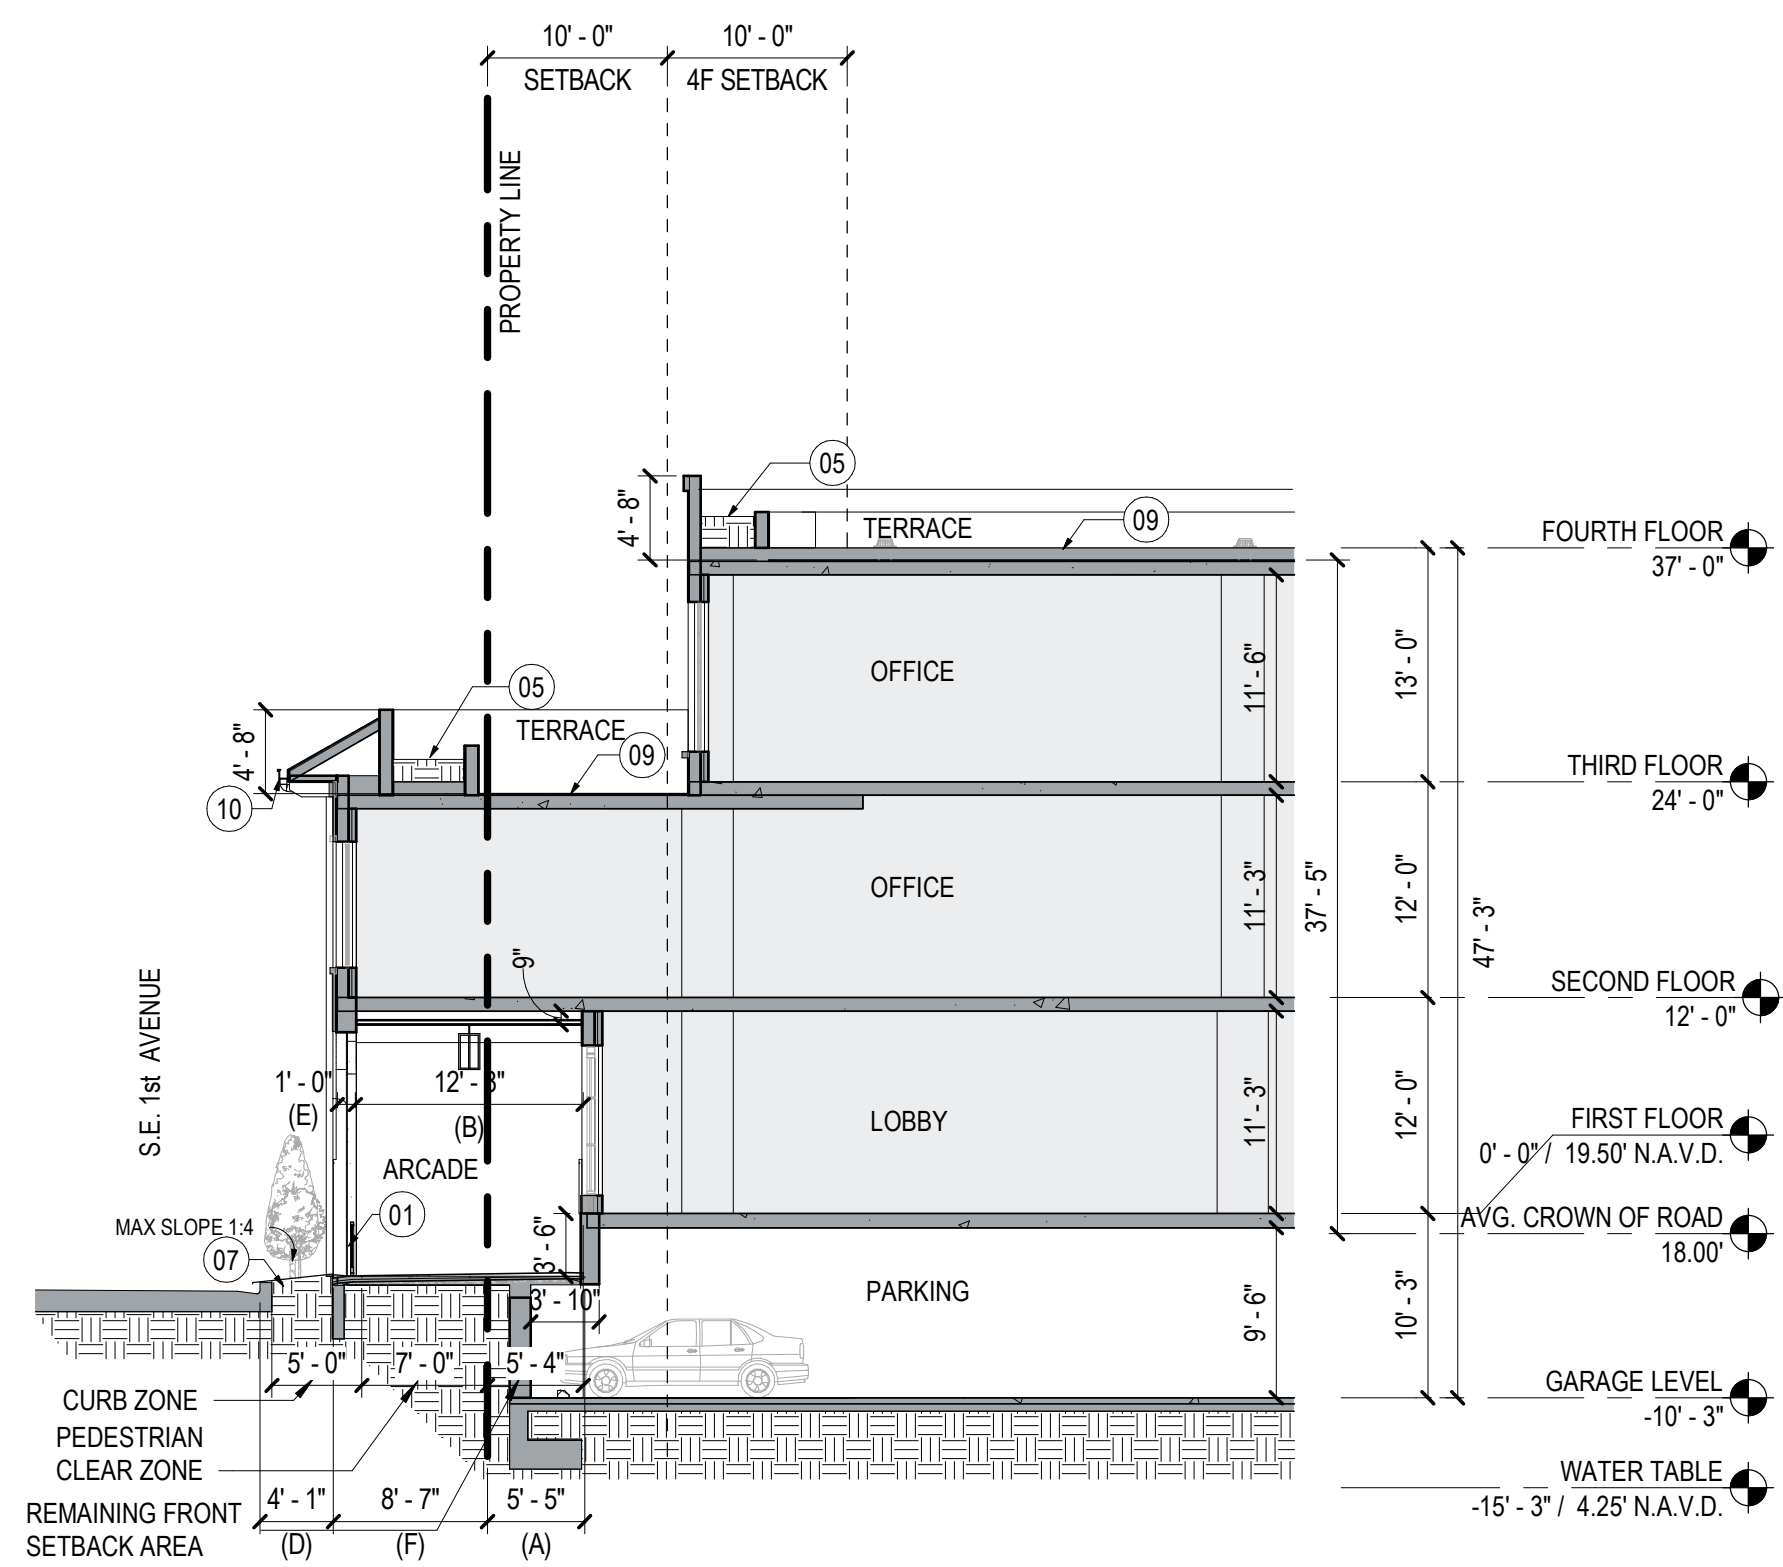 10' - 0" 10' - 0"
SETBACK 4F SETBACK
PROPERTY LINE
05
4' - 8"
TERRACE
09
FOURTH FLOOR
37' - 0"
OFFICE
11' - 6"
13' - 0"
05
4' - 8"
TERRACE
09
10
THIRD FLOOR
24' - 0"
OFFICE
11' - 3"
37' - 5"
12' - 0"
47' - 3"
9"
SECOND FLOOR
12' - 0"
S.E. 1st AVENUE
1' - 0"
(E)
(B)
LOBBY
11' - 3"
12' - 0"
FIRST FLOOR
0' - 0" / 19.50' N.A.V.D.
ARCADE
01
MAX SLOPE 1:4
07
3' - 6"
AVG. CROWN OF ROAD
18.00'
3' - 10"
PARKING
9' - 6"
10' - 3"
5' - 0" 7' - 0" 5' - 4"
CURB ZONE
PEDESTRIAN
CLEAR ZONE
GARAGE LEVEL
-10' - 3"
REMAINING FRONT
SETBACK AREA
4' - 1" 8' - 7" 5' - 5"
(D) (F) (A)
WATER TABLE
-15' - 3" / 4.25' N.A.V.D.